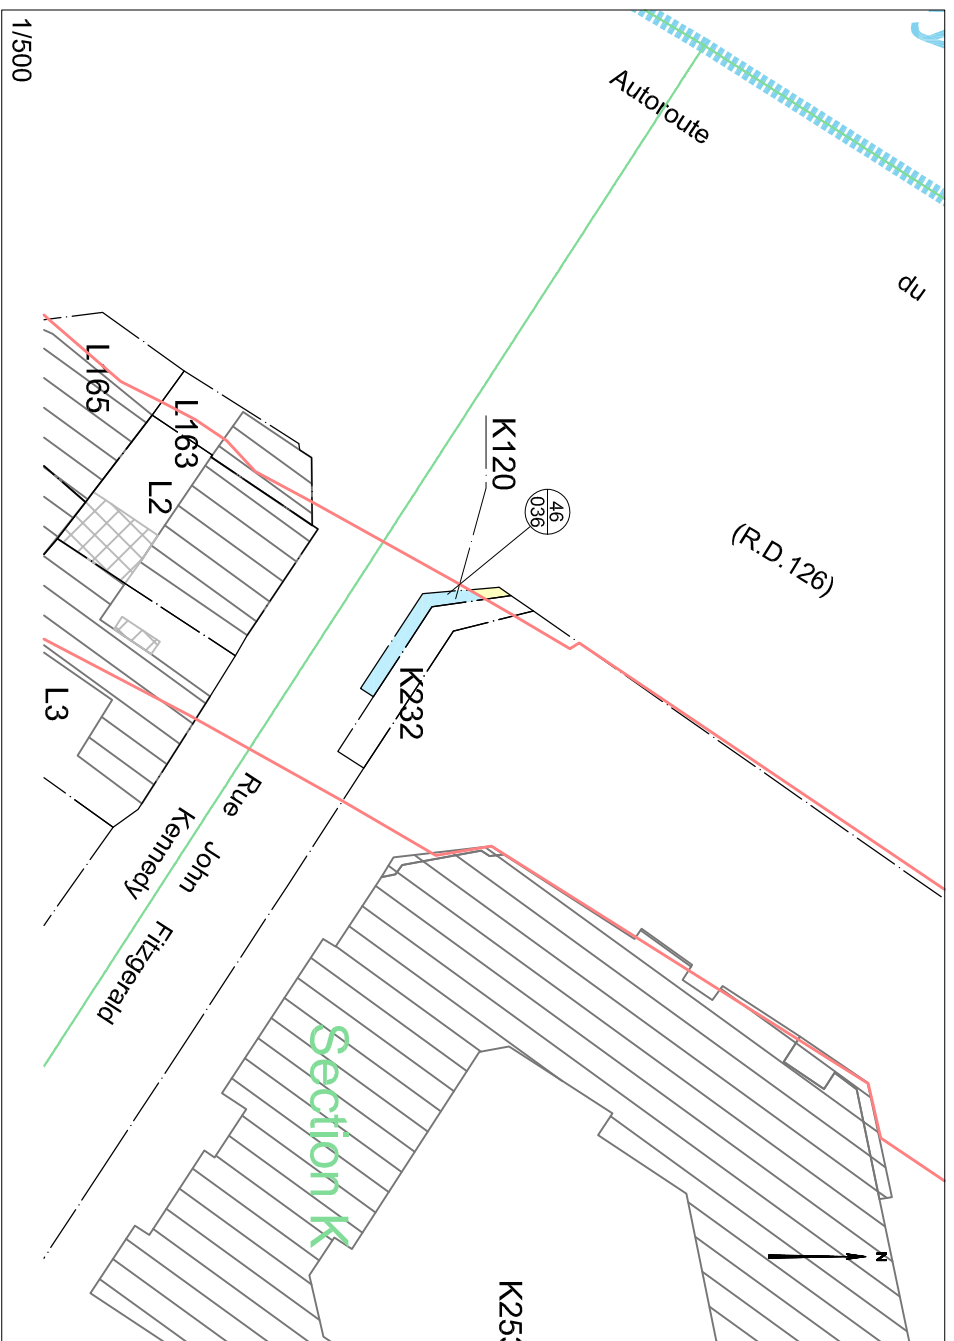 1/500
Autoroute
du
(R.D. 126)
y
K120
46
036
L165
L163
L2
L3
K232
Rue John Fitzgerald
Kennedy
Section K
N